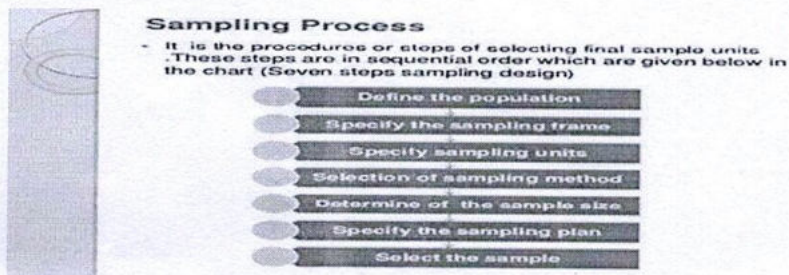 Sampling Process
- It is the procedures or steps of selecting final sample units
.These steps are in sequential order which are given below in
the chart (Seven steps sampling design)
Define the population
Specify the sampling frame
Specify sampling units
Selection of sampling method
Determine of the sample size
Specify the sampling plan
Select the sample